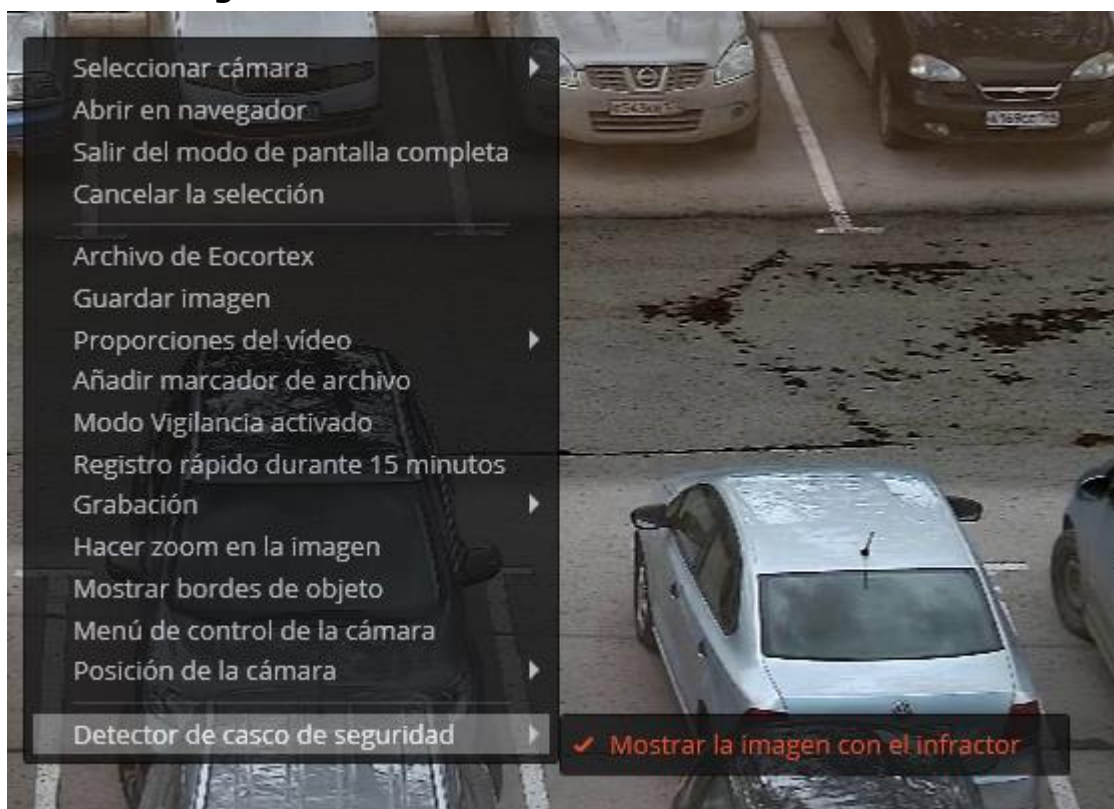 Seleccionar cámara
Abrir en navegador
Salir del modo de pantalla completa
Cancelar la selección
Archivo de Eocortex
Guardar imagen
Proporciones del vídeo
Añadir marcador de archivo
Modo Vigilancia activado
Registro rápido durante 15 minutos
Grabación
Hacer zoom en la imagen
Mostrar bordes de objeto
Menú de control de la cámara
Posición de la cámara
Detector de casco de seguridad
Mostrar la imagen con el infractor